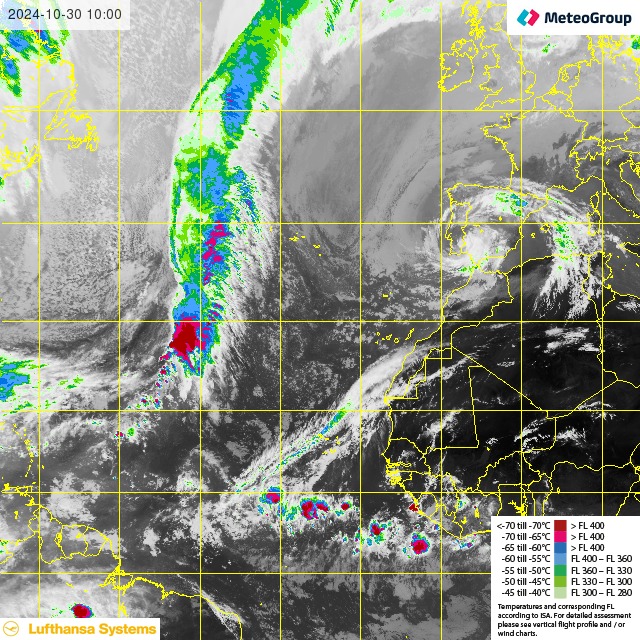 2024-10-30 10:00
MeteoGroup
<-70 till -70°C > FL 400
-70 till -65°C > FL 400
-65 till -60°C > FL 400
-60 till -55°C FL 400 – FL 360
-55 till -50°C FL 360 – FL 330
-50 till -45°C FL 330 – FL 300
-45 till -40°C FL 300 – FL 280
Temperatures and corresponding FL
according to ISA. For detailed assessment
please see vertical flight profile and / or
wind charts.
Lufthansa Systems